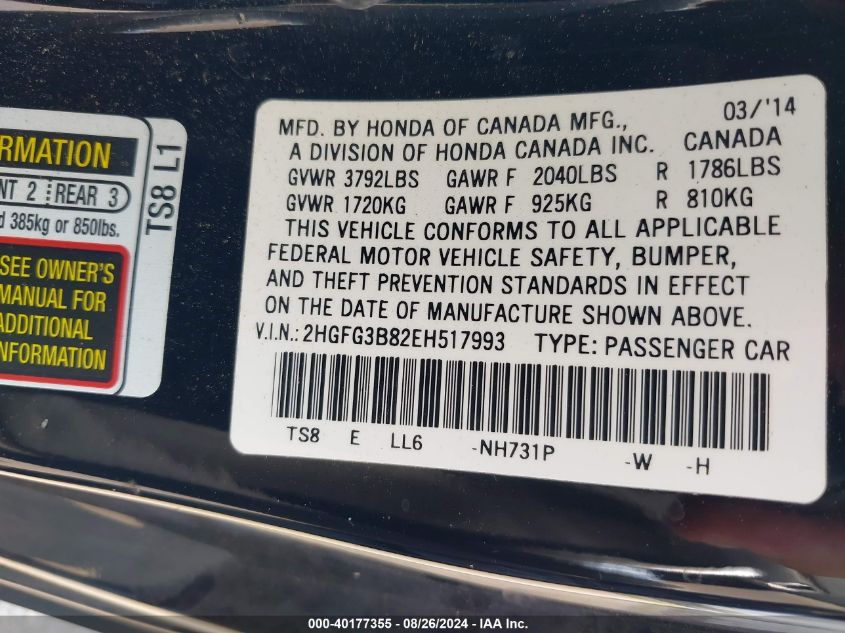 RMATION
NT 2 REAR 3
d 385kg or 850lbs.
SEE OWNER'S
MANUAL FOR
ADDITIONAL
NFORMATION
TS8 L1
03/'14
MFD. BY HONDA OF CANADA MFG.,
A DIVISION OF HONDA CANADA INC. CANADA
GVWR 3792LBS GAWR F 2040LBS R 1786LBS
GVWR 1720KG GAWR F 925KG R 810KG
THIS VEHICLE CONFORMS TO ALL APPLICABLE
FEDERAL MOTOR VEHICLE SAFETY, BUMPER,
AND THEFT PREVENTION STANDARDS IN EFFECT
ON THE DATE OF MANUFACTURE SHOWN ABOVE.
V.I.N.: 2HGFG3B82EH517993 TYPE: PASSENGER CAR
TS8 E LL6 -NH731P -W -H
000-40177355 - 08/26/2024 - IAA Inc.